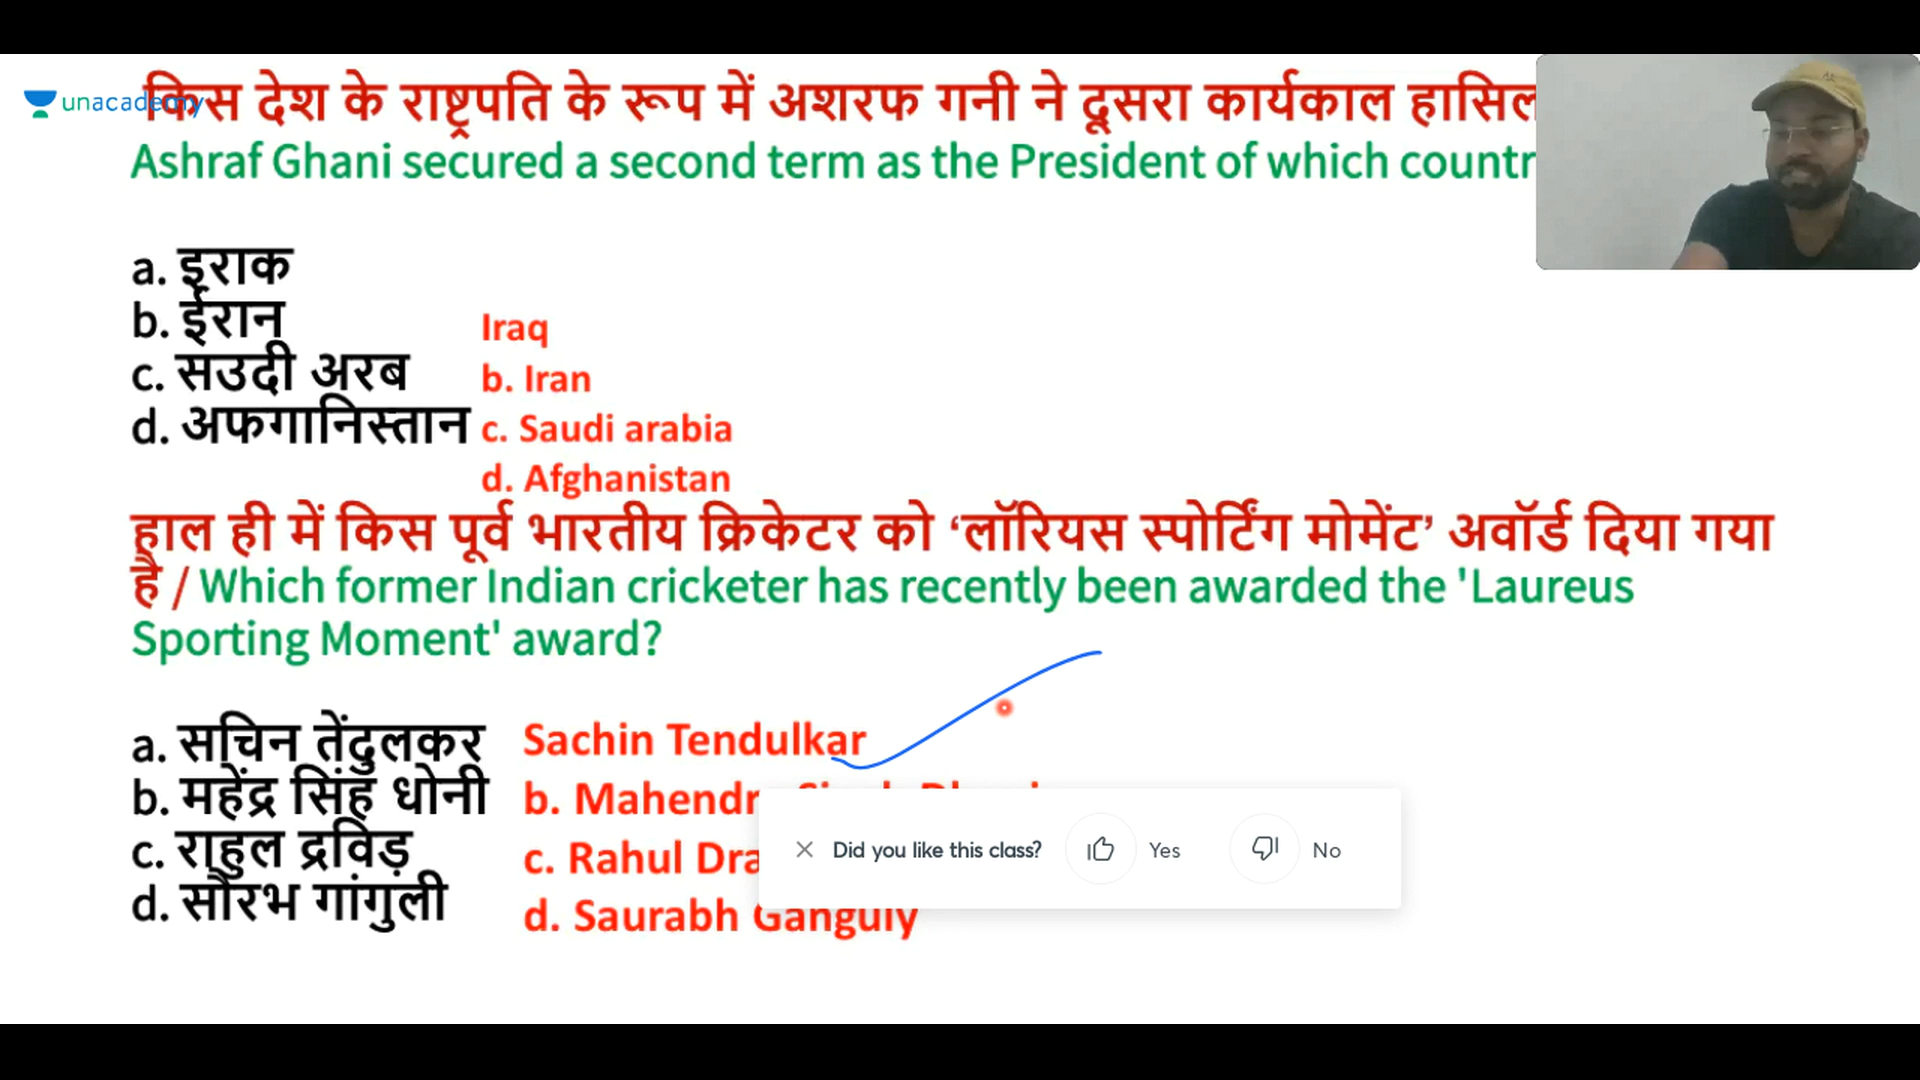 unacademy
किस देश के राष्ट्रपति के रूप में अशरफ गनी ने दूसरा कार्यकाल हासिल
Ashraf Ghani secured a second term as the President of which countr
a. इराक
b. ईरान
c. सउदी अरब
d. अफगानिस्तान
Iraq
b. Iran
c. Saudi arabia
d. Afghanistan
हाल ही में किस पूर्व भारतीय क्रिकेटर को ‘लॉरियस स्पोर्टिंग मोमेंट’ अवॉर्ड दिया गया
है / Which former Indian cricketer has recently been awarded the 'Laureus
Sporting Moment' award?
a. सचिन तेंदुलकर
b. महेंद्र सिंह धोनी
c. राहुल द्रविड़
d. सौरभ गांगुली
Sachin Tendulkar
b. Mahendr
c. Rahul Dra
d. Saurabh Ganguly
Did you like this class?
Yes
No